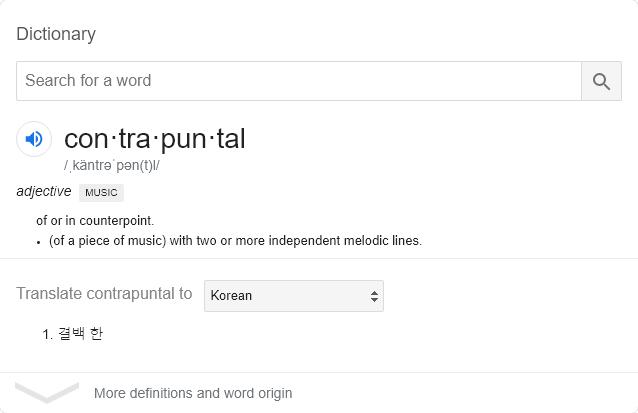 Dictionary
Search for a word
con·tra·pun·tal
/ˌkäntrəˈpən(t)l/
adjective MUSIC
of or in counterpoint.
• (of a piece of music) with two or more independent melodic lines.
Translate contrapuntal to Korean
1. 결백 한
More definitions and word origin